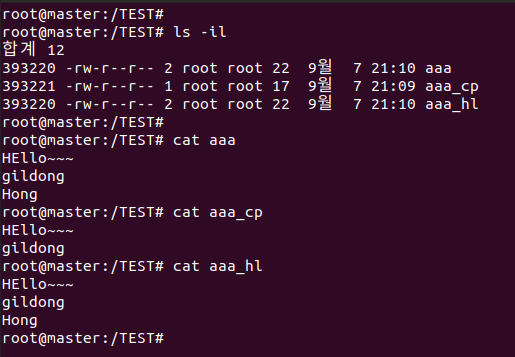 root@master:/TEST#
root@master:/TEST# ls -il
합계 12
393220 -rw-r--r-- 2 root root 22  9월  7 21:10 aaa
393221 -rw-r--r-- 1 root root 17  9월  7 21:09 aaa_cp
393220 -rw-r--r-- 2 root root 22  9월  7 21:10 aaa_hl
root@master:/TEST#
root@master:/TEST# cat aaa
HEllo~~~
gildong
Hong
root@master:/TEST# cat aaa_cp
HEllo~~~
gildong
root@master:/TEST# cat aaa_hl
HEllo~~~
gildong
Hong
root@master:/TEST#